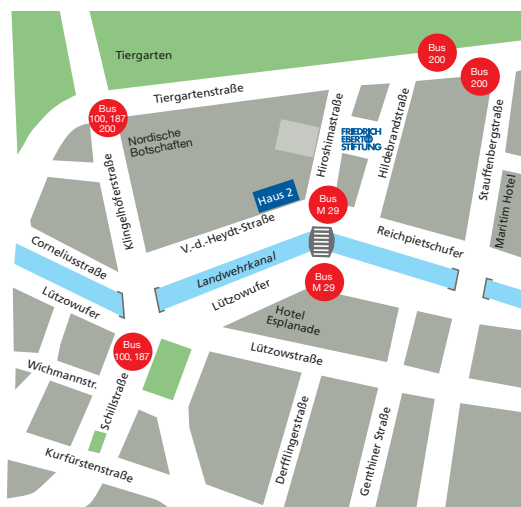 Tiergarten
Bus
200
Bus
200
Tiergartenstraße
Bus
100, 187
200
Nordische
Botschaften
Hiroshimastraße
FRIEDRICH
EBERT
STIFTUNG
Hildebrandstraße
Stauffenbergstraße
Maritim Hotel
Klingelhöferstraße
Haus 2
Bus
M 29
V.-d.-Heydt-Straße
Reichpietschufer
Corneliusstraße
Landwehrkanal
Lützowufer
Lützowufer
Bus
M 29
Hotel
Esplanade
Bus
100, 187
Lützowstraße
Wichmannstr.
Schillstraße
Derfflingerstraße
Genthiner Straße
Kurfürstenstraße